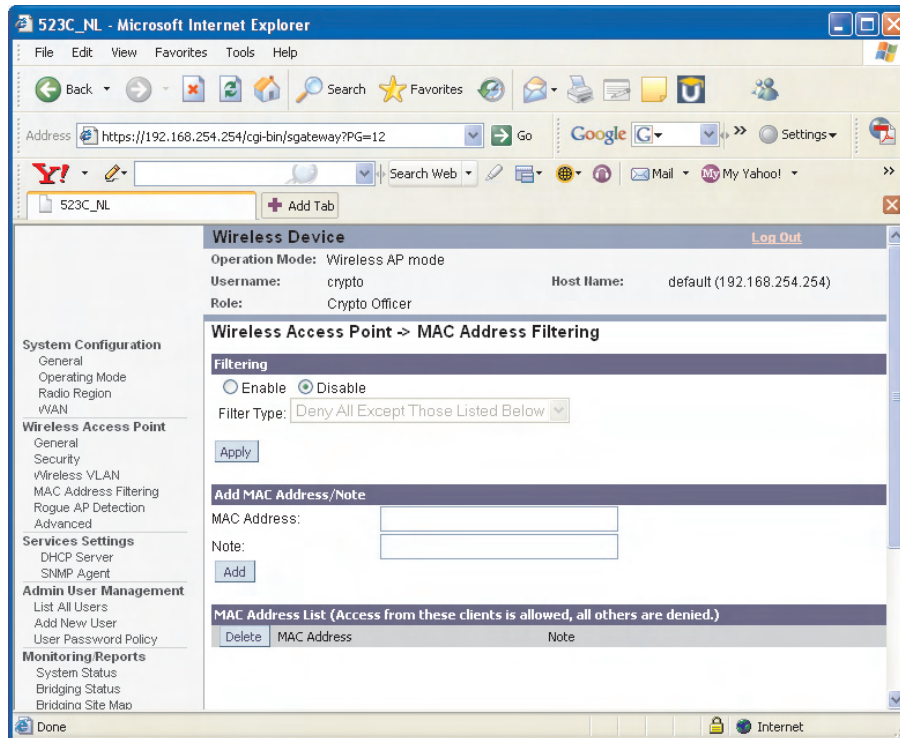 523C_NL - Microsoft Internet Explorer
File Edit View Favorites Tools Help
Back Search Favorites
Address https://192.168.254.254/cgi-bin/sgateway?PG=12 Go Google G Settings
Y! Search Web Mail My My Yahoo!
523C_NL Add Tab
Wireless Device Log Out
Operation Mode: Wireless AP mode
Username: crypto Host Name: default (192.168.254.254)
Role: Crypto Officer
System Configuration
General
Operating Mode
Radio Region
WAN
Wireless Access Point
General
Security
Wireless VLAN
MAC Address Filtering
Rogue AP Detection
Advanced
Services Settings
DHCP Server
SNMP Agent
Admin User Management
List All Users
Add New User
User Password Policy
Monitoring/Reports
System Status
Bridging Status
Bridging Site Map
Wireless Access Point -> MAC Address Filtering
Filtering
Enable Disable
Filter Type: Deny All Except Those Listed Below
Apply
Add MAC Address/Note
MAC Address:
Note:
Add
MAC Address List (Access from these clients is allowed, all others are denied.)
Delete MAC Address Note
Done Internet